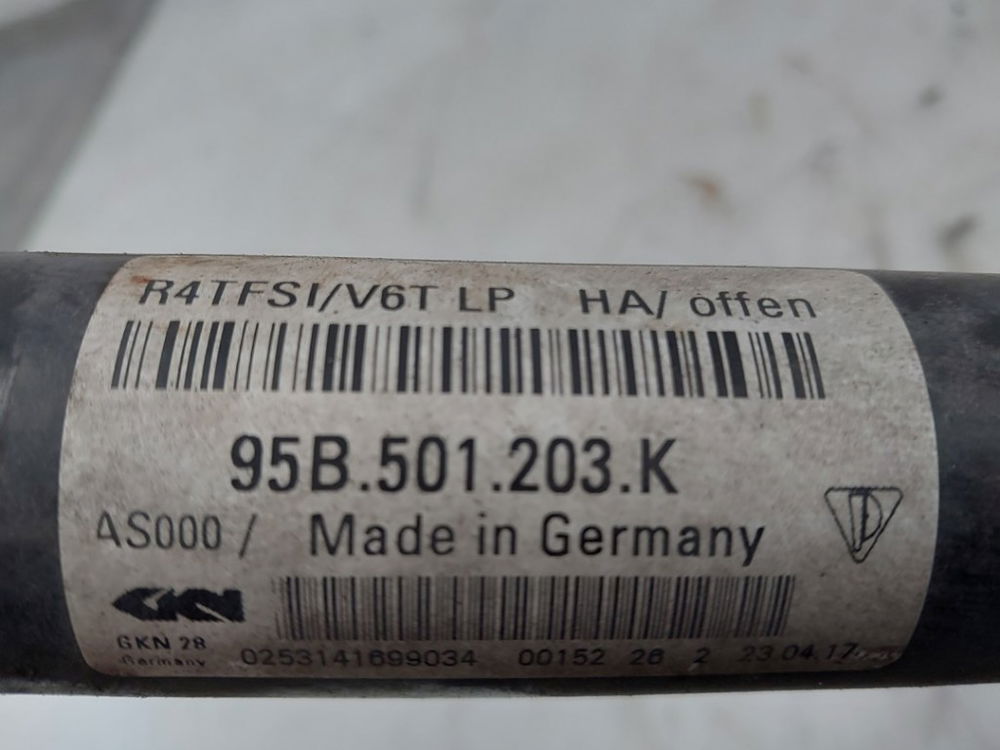 R4TFSI/V6T LP HA/ offen
95B.501.203.K
AS000 / Made in Germany
GKN
GKN 28
Germany 0253141699034 00152 26 2 23.04.17